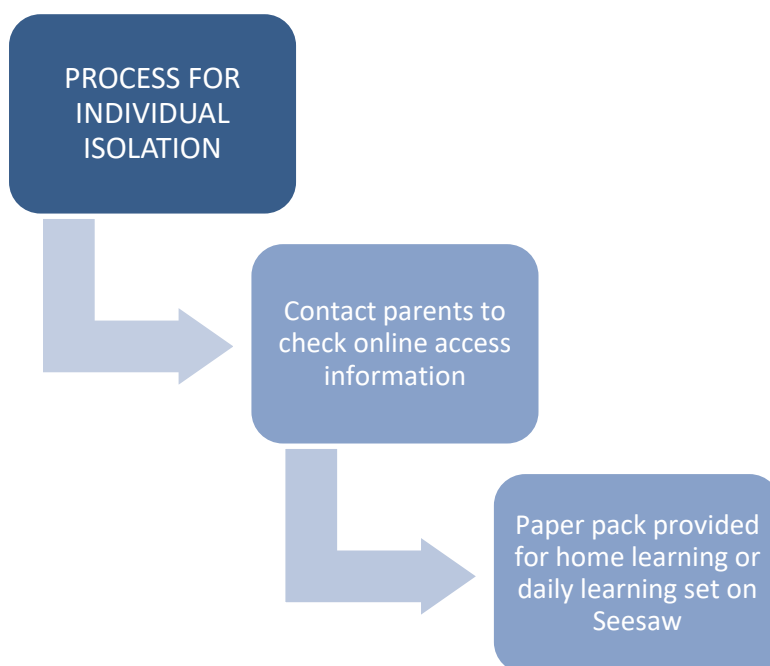 PROCESS FOR
INDIVIDUAL
ISOLATION
Contact parents to
check online access
information
Paper pack provided
for home learning or
daily learning set on
Seesaw